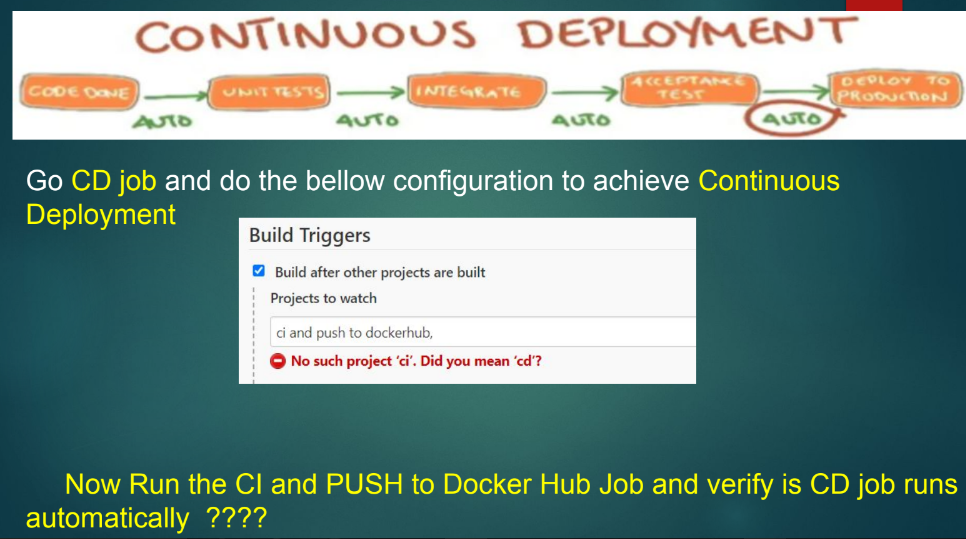 CONTINUOUS DEPLOYMENT
CODE DONE UNIT TESTS INTEGRATE ACCEPTANCE TEST DEPLOY TO PRODUCTION
AUTO AUTO AUTO AUTO
Go CD job and do the bellow configuration to achieve Continuous
Deployment
Build Triggers
Build after other projects are built
Projects to watch
ci and push to dockerhub,
No such project ‘ci’. Did you mean ‘cd’?
Now Run the CI and PUSH to Docker Hub Job and verify is CD job runs
automatically ????